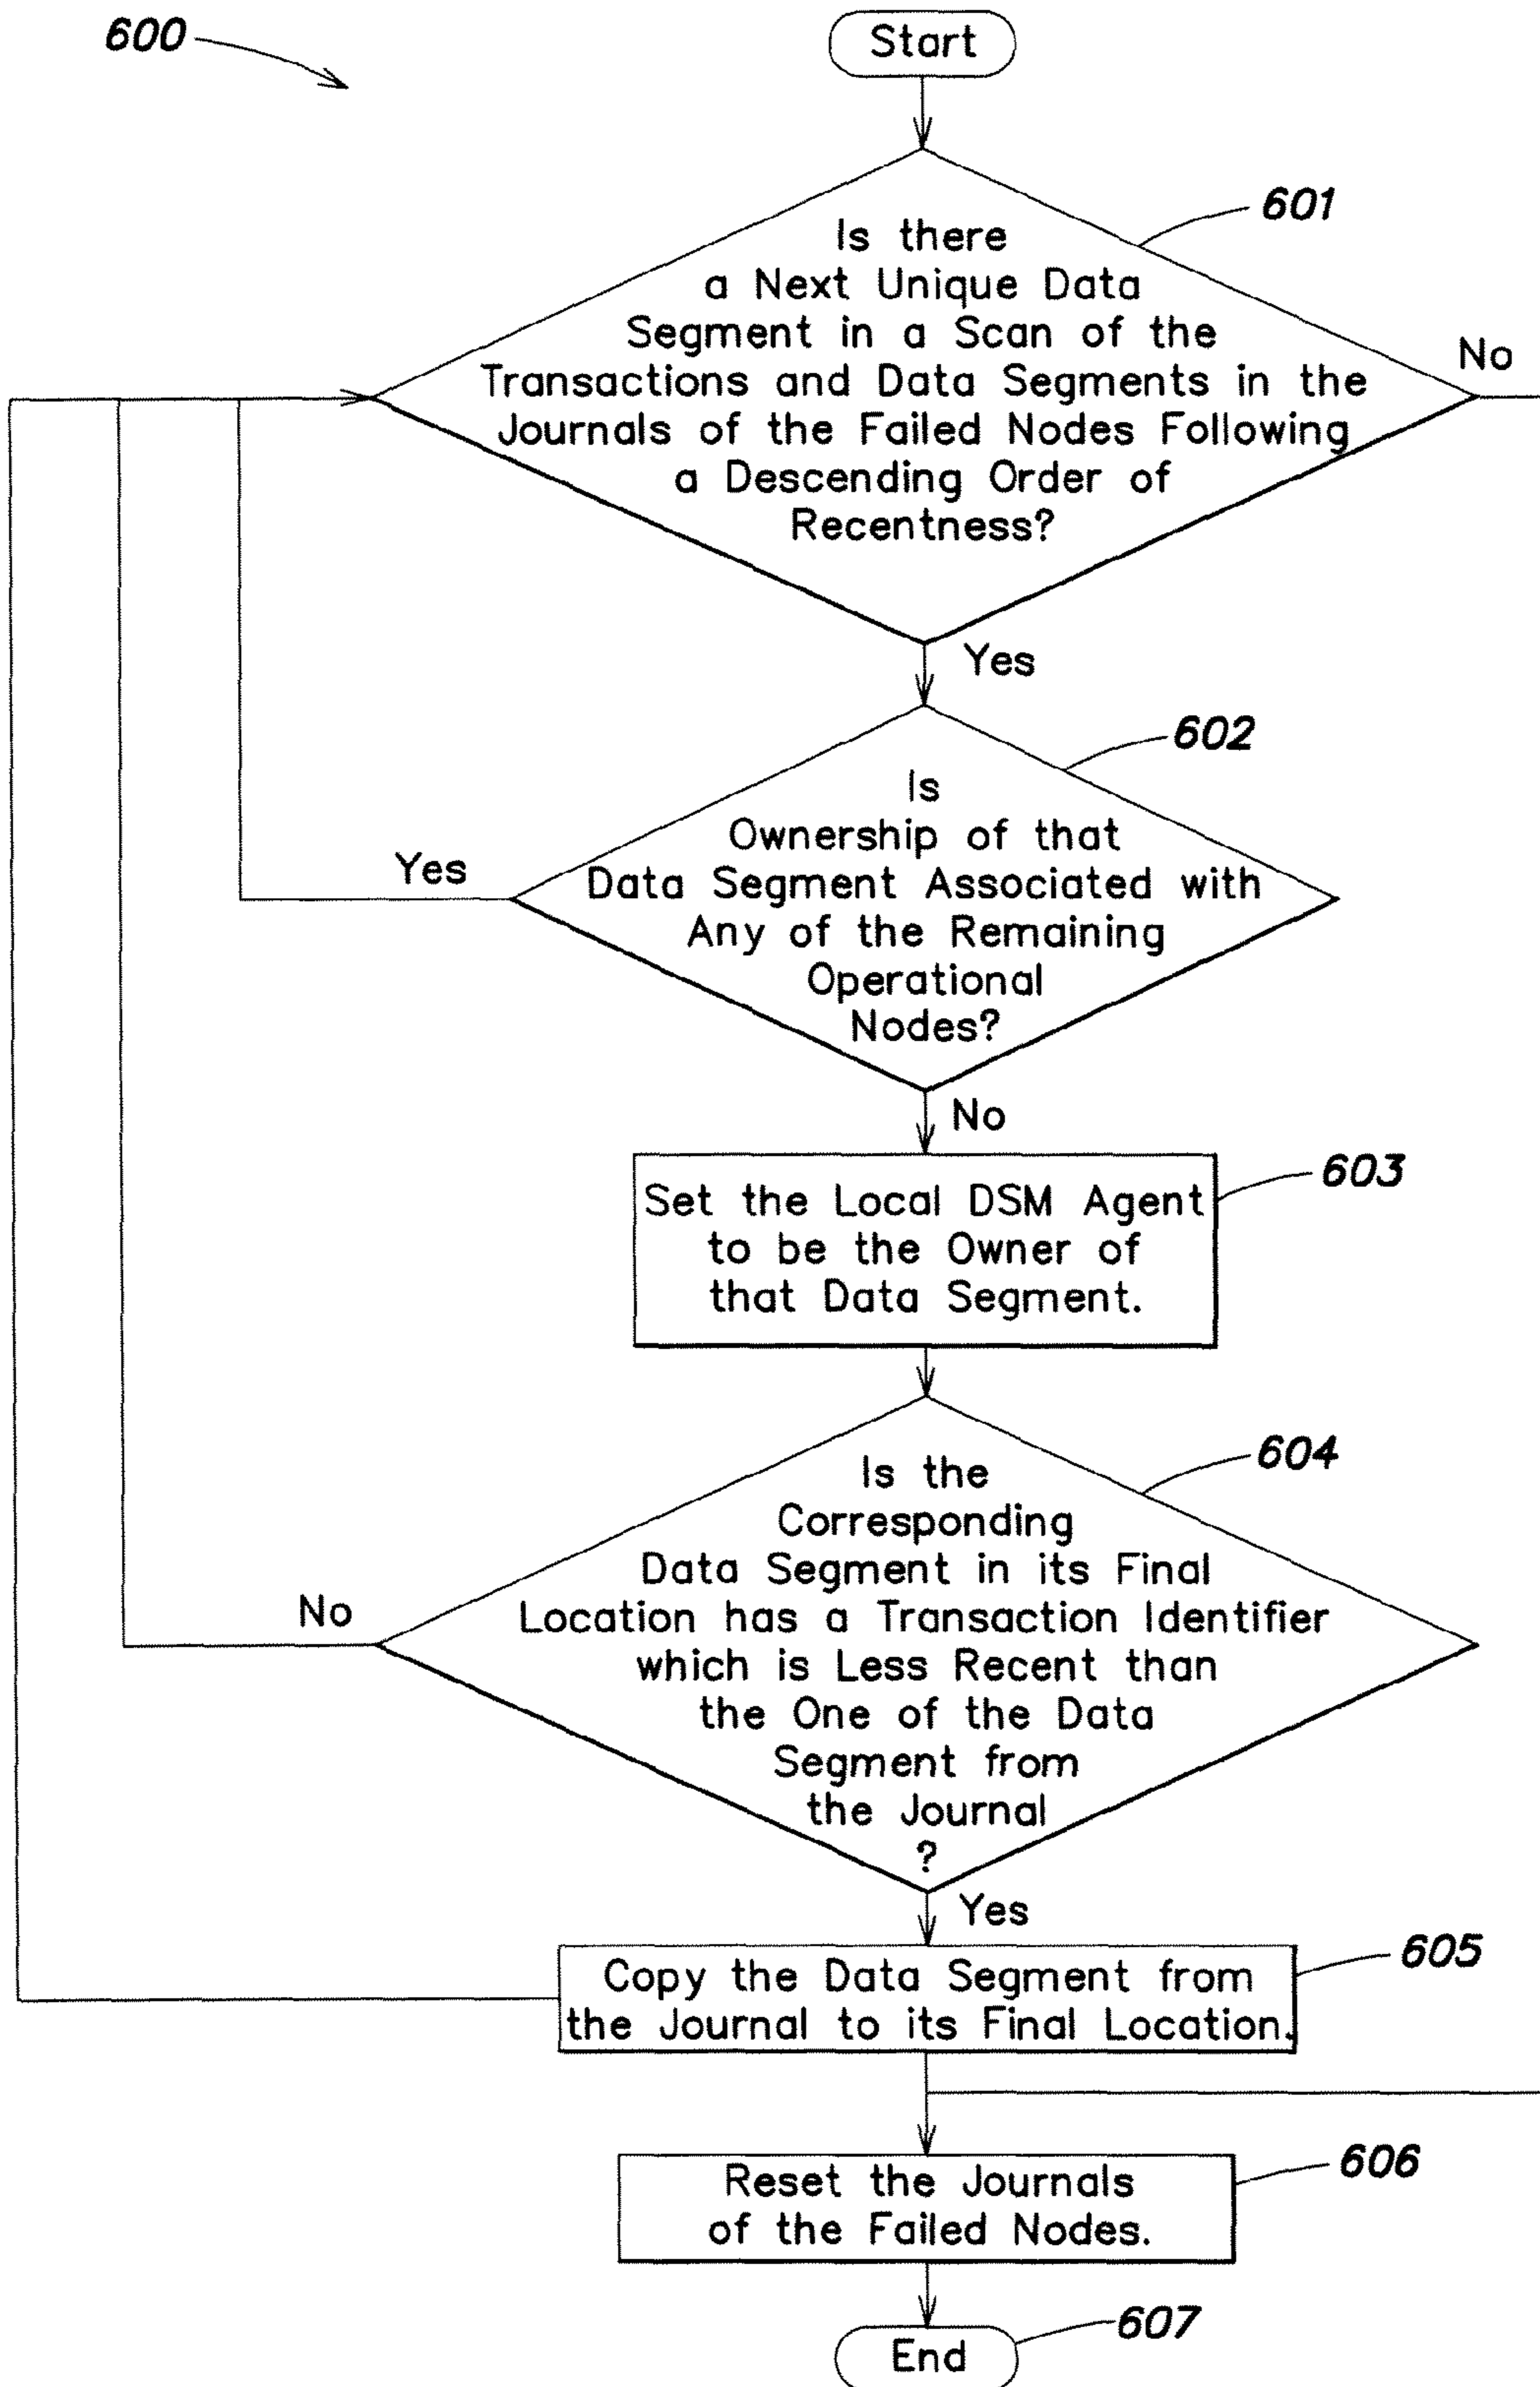 600
Start
601
Is there
a Next Unique Data
Segment in a Scan of the
Transactions and Data Segments in the
Journals of the Failed Nodes Following
a Descending Order of
Recentness?
No
Yes
602
Is
Ownership of that
Data Segment Associated with
Any of the Remaining
Operational
Nodes?
Yes
No
603
Set the Local DSM Agent
to be the Owner of
that Data Segment.
604
Is the
Corresponding
Data Segment in its Final
Location has a Transaction Identifier
which is Less Recent than
the One of the Data
Segment from
the Journal
?
No
Yes
605
Copy the Data Segment from
the Journal to its Final Location.
606
Reset the Journals
of the Failed Nodes.
607
End